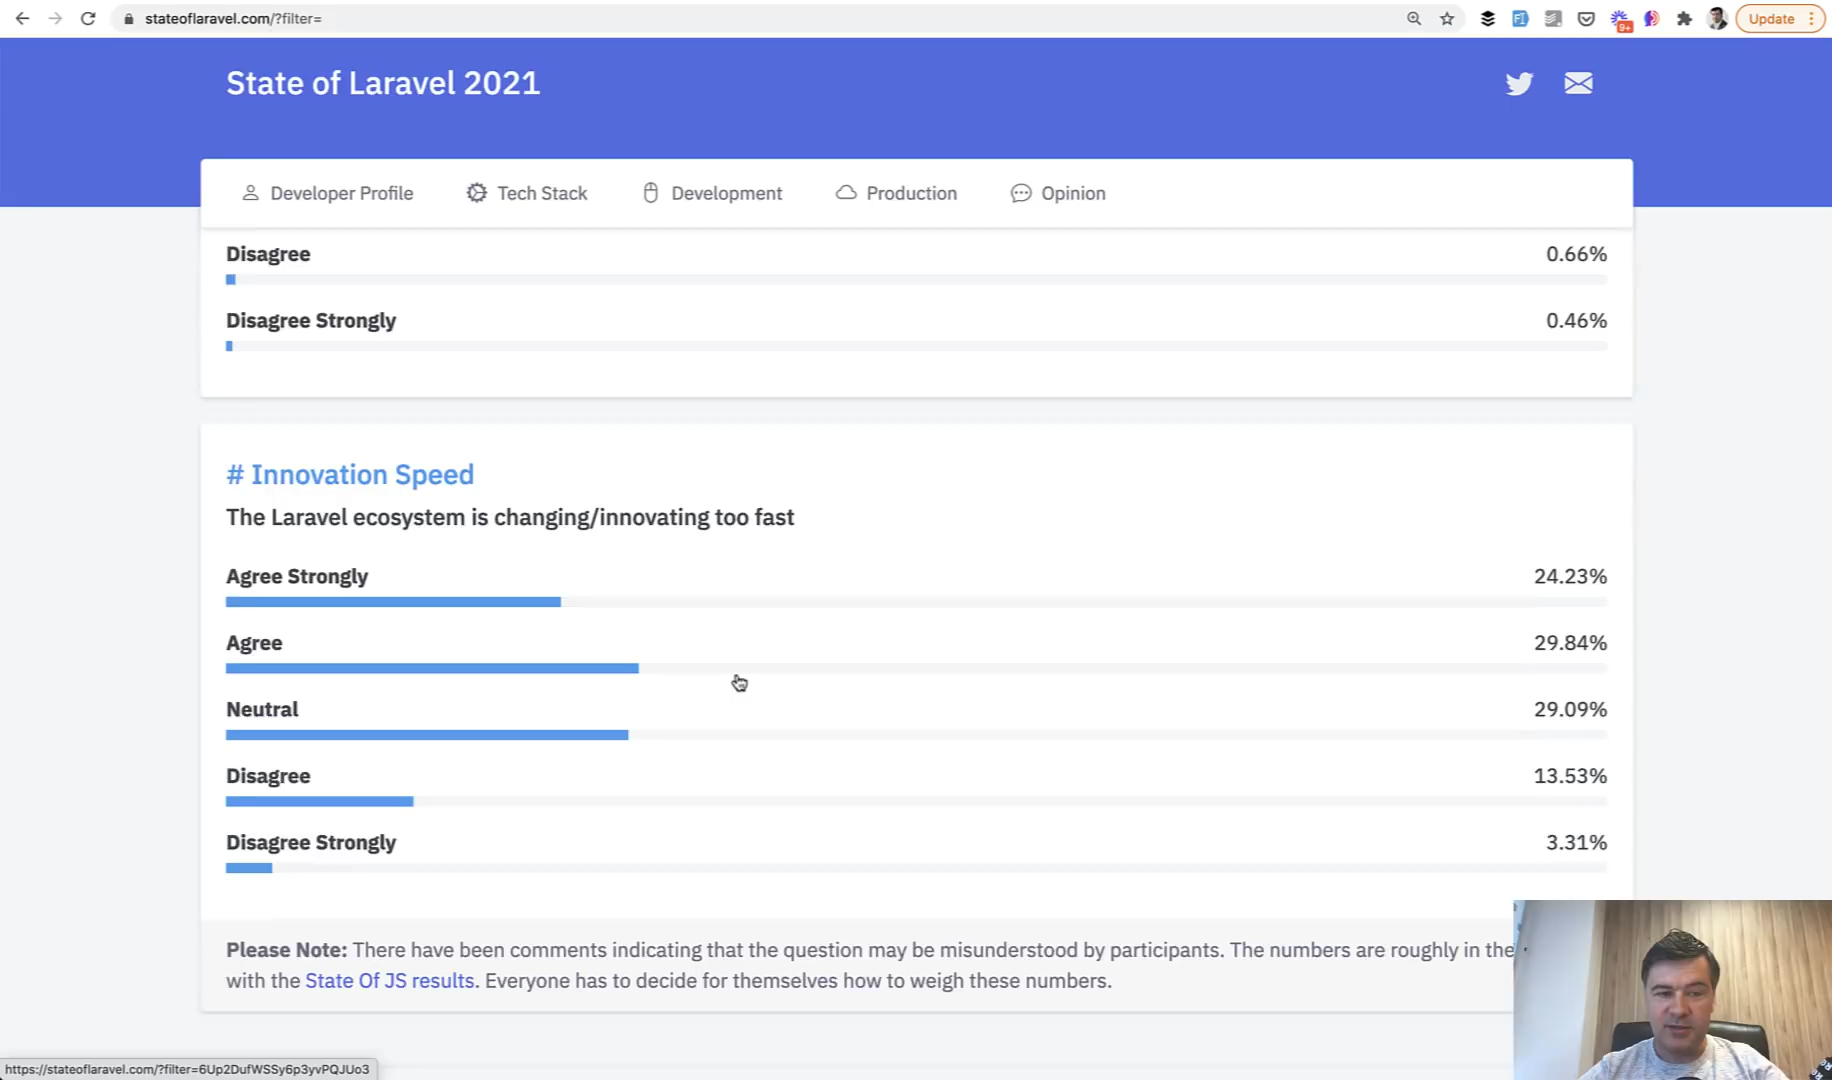 stateoflaravel.com/?filter=
Update
State of Laravel 2021
Developer Profile
Tech Stack
Development
Production
Opinion
Disagree
0.66%
Disagree Strongly
0.46%
# Innovation Speed
The Laravel ecosystem is changing/innovating too fast
Agree Strongly
24.23%
Agree
29.84%
Neutral
29.09%
Disagree
13.53%
Disagree Strongly
3.31%
Please Note: There have been comments indicating that the question may be misunderstood by participants. The numbers are roughly in the
with the State Of JS results. Everyone has to decide for themselves how to weigh these numbers.
https://stateoflaravel.com/?filter=6Up2DufWSSy6p3yvPQJUo3